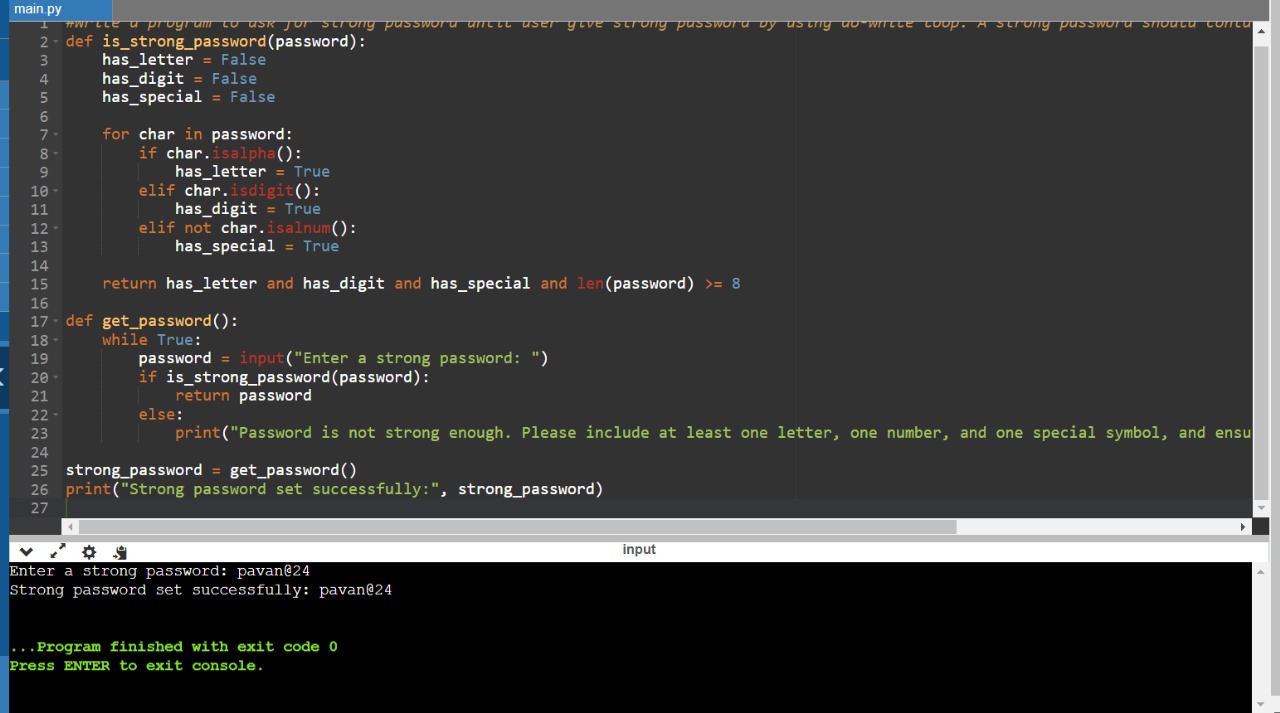 main.py
1 #Write a program to ask for strong password until user give strong password by using do-while loop. A strong password should
2 def is_strong_password(password):
3 has_letter = False
4 has_digit = False
5 has_special = False
6
7 for char in password:
8 if char.isalpha():
9 has_letter = True
10 elif char.isdigit():
11 has_digit = True
12 elif not char.isalnum():
13 has_special = True
14
15 return has_letter and has_digit and has_special and len(password) >= 8
16
17 def get_password():
18 while True:
19 password = input("Enter a strong password: ")
20 if is_strong_password(password):
21 return password
22 else:
23 print("Password is not strong enough. Please include at least one letter, one number, and one special symbol, and ensu
24
25 strong_password = get_password()
26 print("Strong password set successfully:", strong_password)
27
input
Enter a strong password: pavan@24
Strong password set successfully: pavan@24
...Program finished with exit code 0
Press ENTER to exit console.